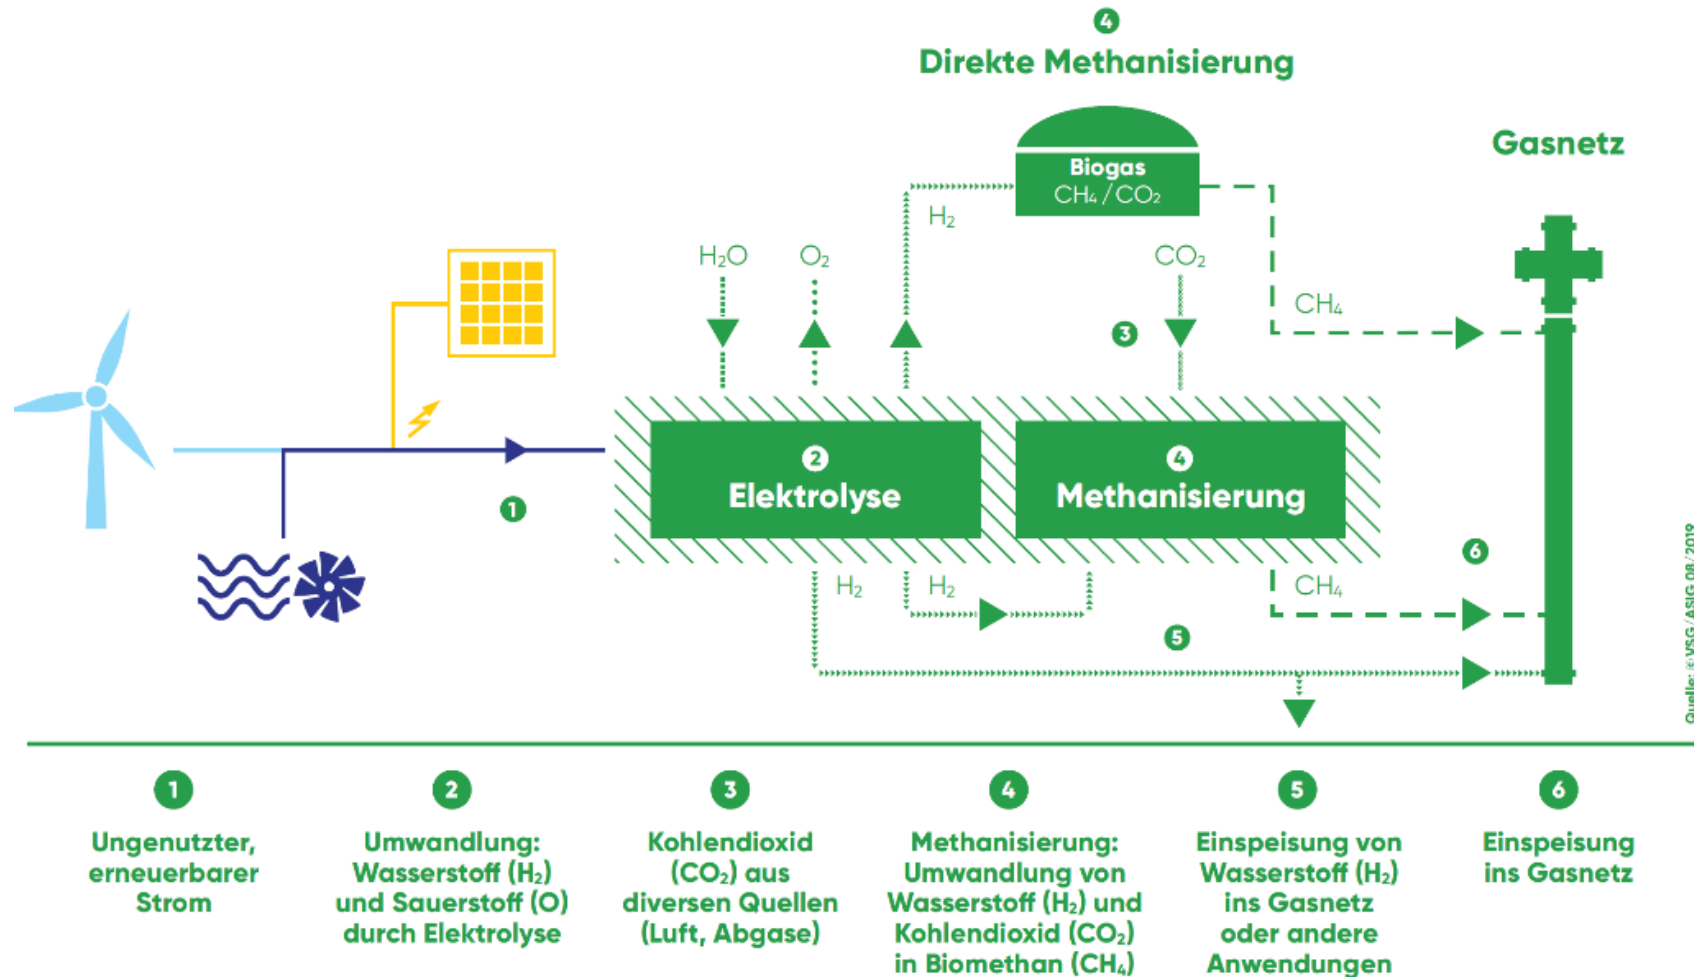 4
Direkte Methanisierung
Gasnetz
Biogas
CH₄/CO₂
H₂
H₂O
O₂
CO₂
CH₄
3
2
Elektrolyse
4
Methanisierung
1
6
H₂
H₂
CH₄
5
Quelle: ©VSG/ASIG 08/2019
1
Ungenutzter,
erneuerbarer
Strom
2
Umwandlung:
Wasserstoff (H₂)
und Sauerstoff (O)
durch Elektrolyse
3
Kohlendioxid
(CO₂) aus
diversen Quellen
(Luft, Abgase)
4
Methanisierung:
Umwandlung von
Wasserstoff (H₂) und
Kohlendioxid (CO₂)
in Biomethan (CH₄)
5
Einspeisung von
Wasserstoff (H₂)
ins Gasnetz
oder andere
Anwendungen
6
Einspeisung
ins Gasnetz